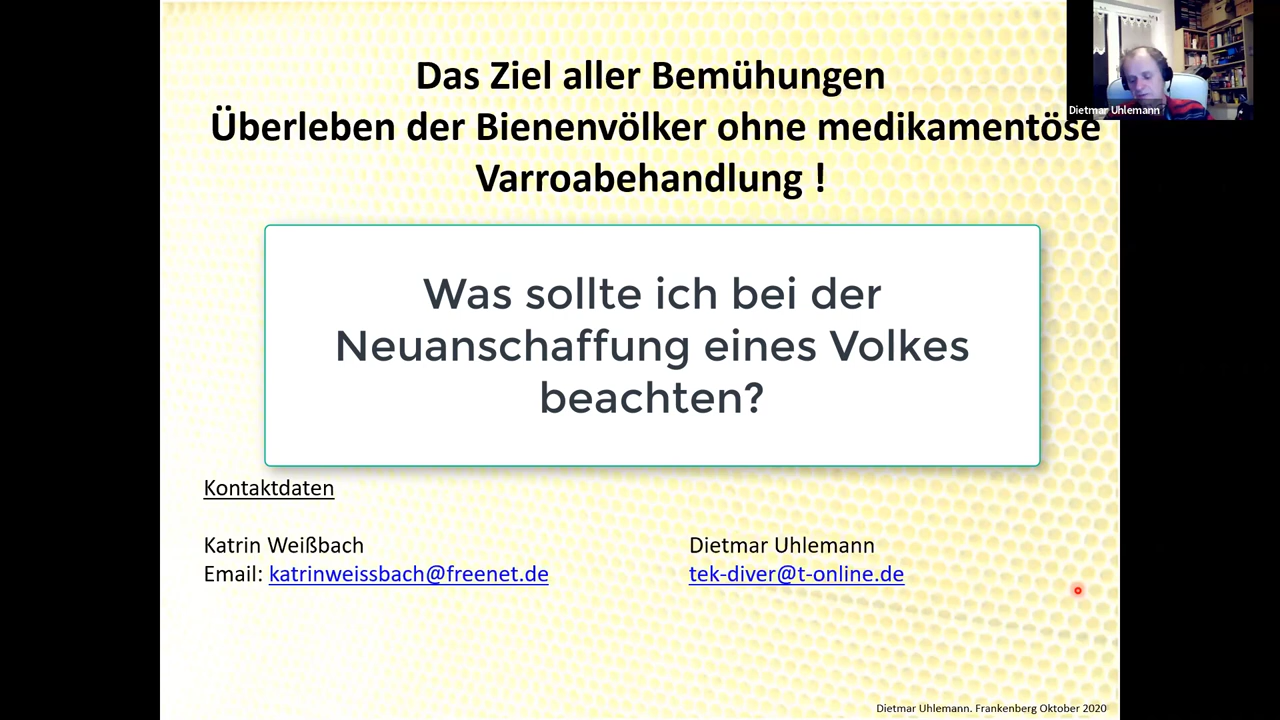 Das Ziel aller Bemühungen
Überleben der Bienenvölker ohne medikamentöse
Varroabehandlung !
Dietmar Uhlemann
Was sollte ich bei der
Neuanschaffung eines Volkes
beachten?
Kontaktdaten
Katrin Weißbach
Email: katrinweissbach@freenet.de
Dietmar Uhlemann
tek-diver@t-online.de
Dietmar Uhlemann. Frankenberg Oktober 2020